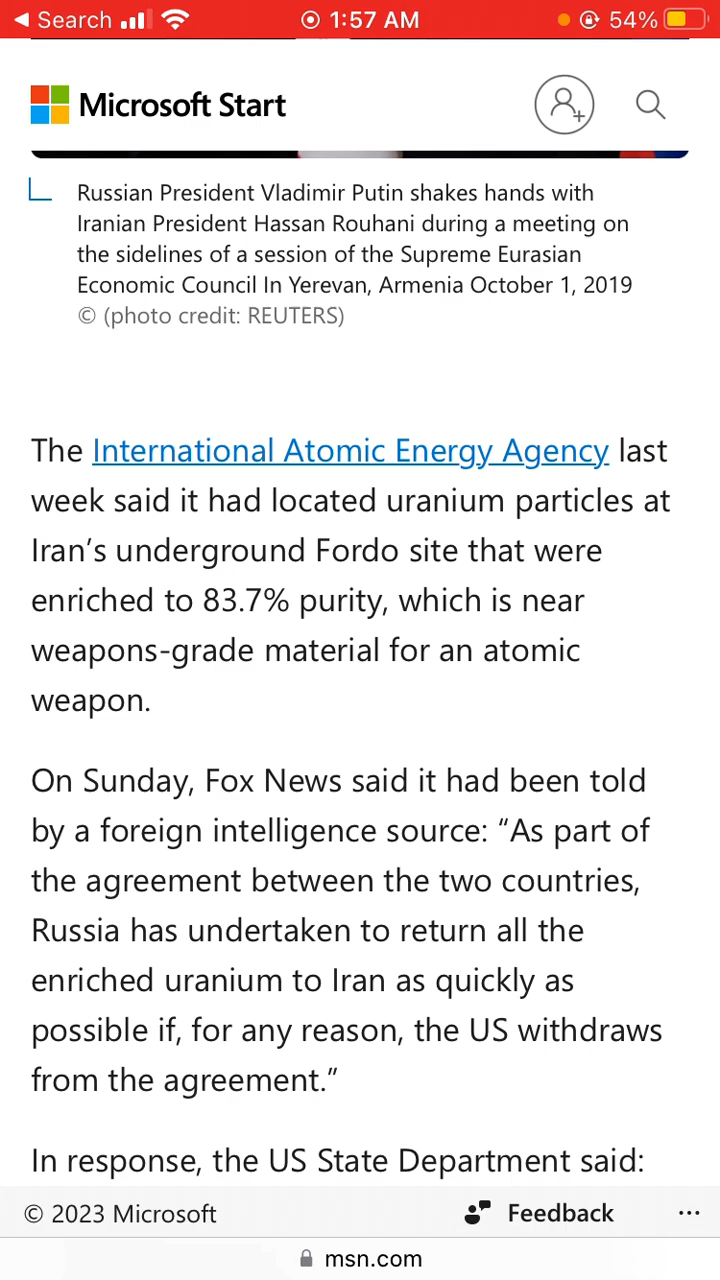 Search 1:57 AM 54%
Microsoft Start
Russian President Vladimir Putin shakes hands with
Iranian President Hassan Rouhani during a meeting on
the sidelines of a session of the Supreme Eurasian
Economic Council In Yerevan, Armenia October 1, 2019
© (photo credit: REUTERS)
The International Atomic Energy Agency last
week said it had located uranium particles at
Iran’s underground Fordo site that were
enriched to 83.7% purity, which is near
weapons-grade material for an atomic
weapon.
On Sunday, Fox News said it had been told
by a foreign intelligence source: “As part of
the agreement between the two countries,
Russia has undertaken to return all the
enriched uranium to Iran as quickly as
possible if, for any reason, the US withdraws
from the agreement.”
In response, the US State Department said:
© 2023 Microsoft Feedback ...
msn.com